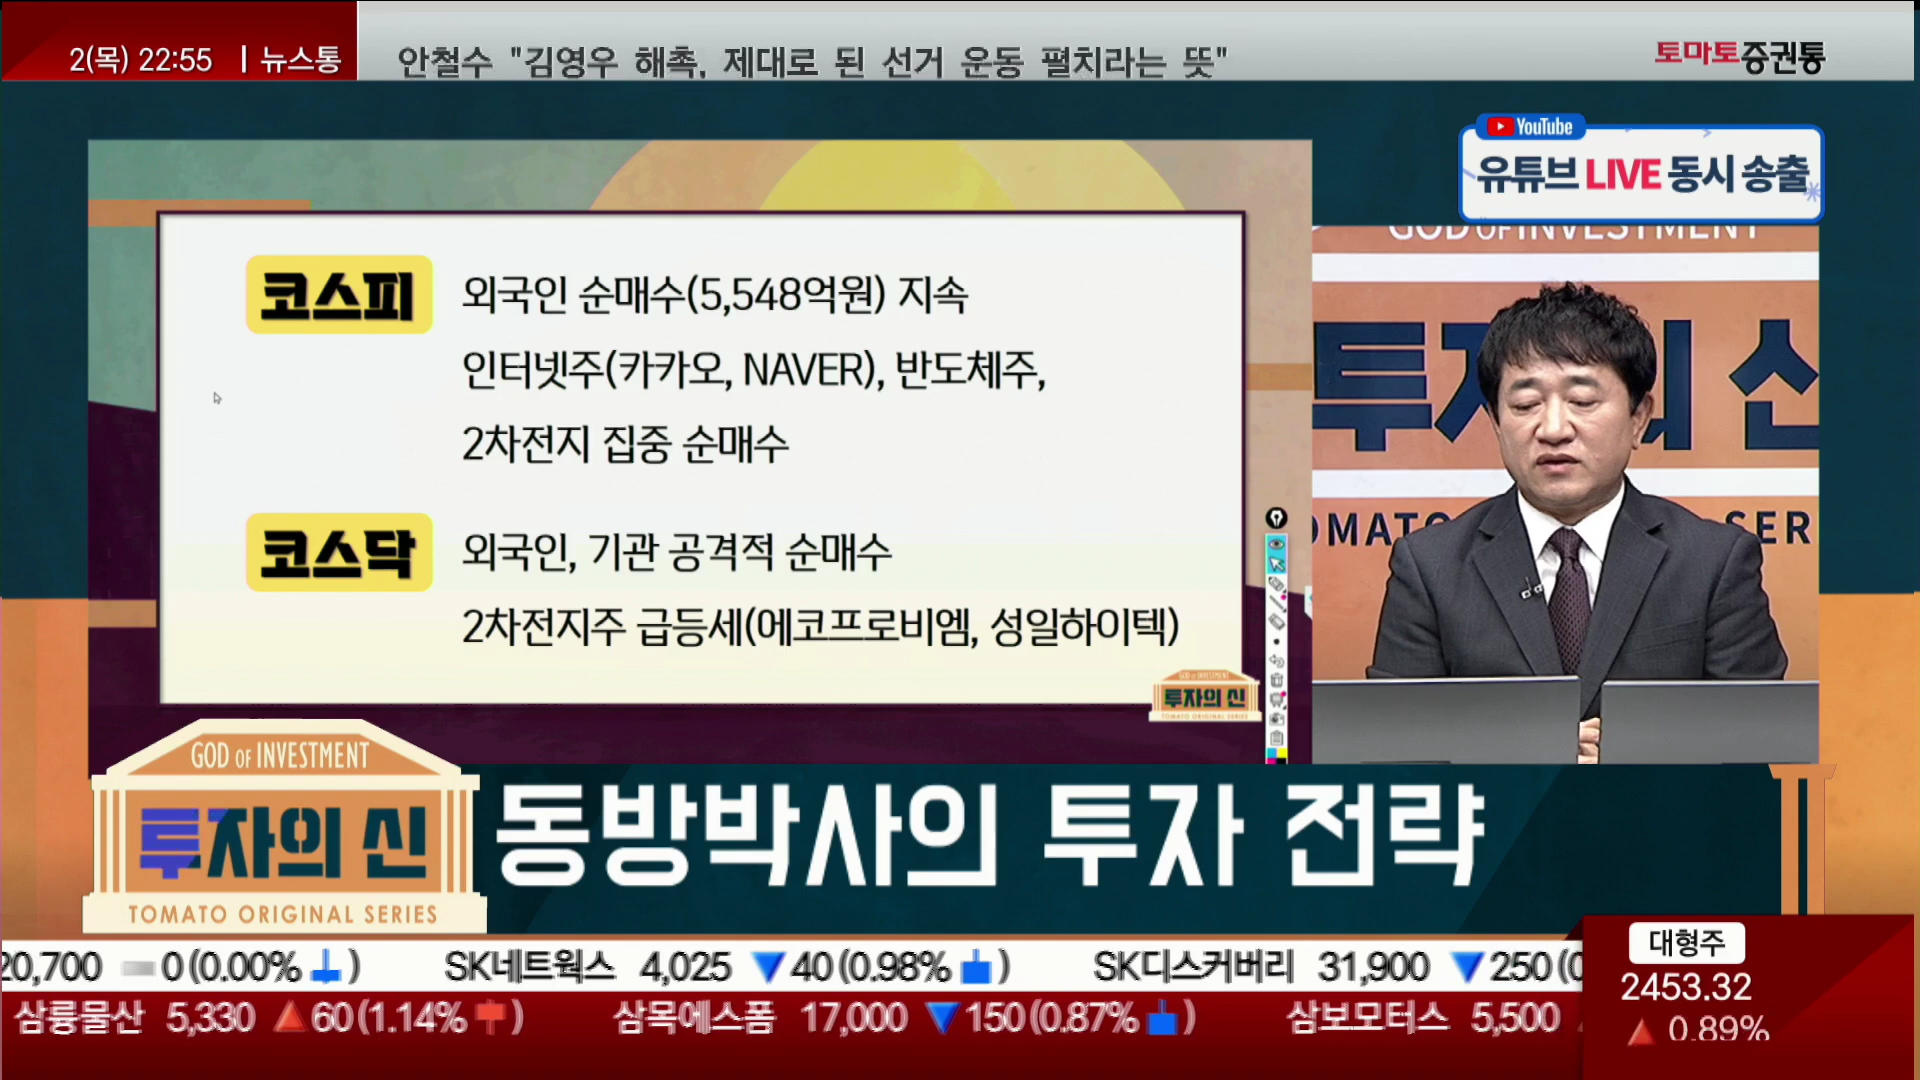 2(목) 22:55 | 뉴스통
안철수 "김영우 해촉, 제대로 된 선거 운동 펼치라는 뜻"
토마토증권통
YouTube
유튜브 LIVE 동시 송출
GOD OF INVESTMENT
코스피
외국인 순매수(5,548억원) 지속
인터넷주(카카오, NAVER), 반도체주,
2차전지 집중 순매수
코스닥
외국인, 기관 공격적 순매수
2차전지주 급등세(에코프로비엠, 성일하이텍)
GOD OF INVESTMENT
투자의 신
TOMATO ORIGINAL SERIES
GOD OF INVESTMENT
투자의 신
TOMATO ORIGINAL SERIES
동방박사의 투자 전략
20,700 0(0.00% ) SK네트웍스 4,025 ▼40(0.98% ) SK디스커버리 31,900 ▼250(0
삼륭물산 5,330 ▲60(1.14% ) 삼목에스폼 17,000 ▼150(0.87% ) 삼보모터스 5,500
대형주
2453.32
▲ 0.89%